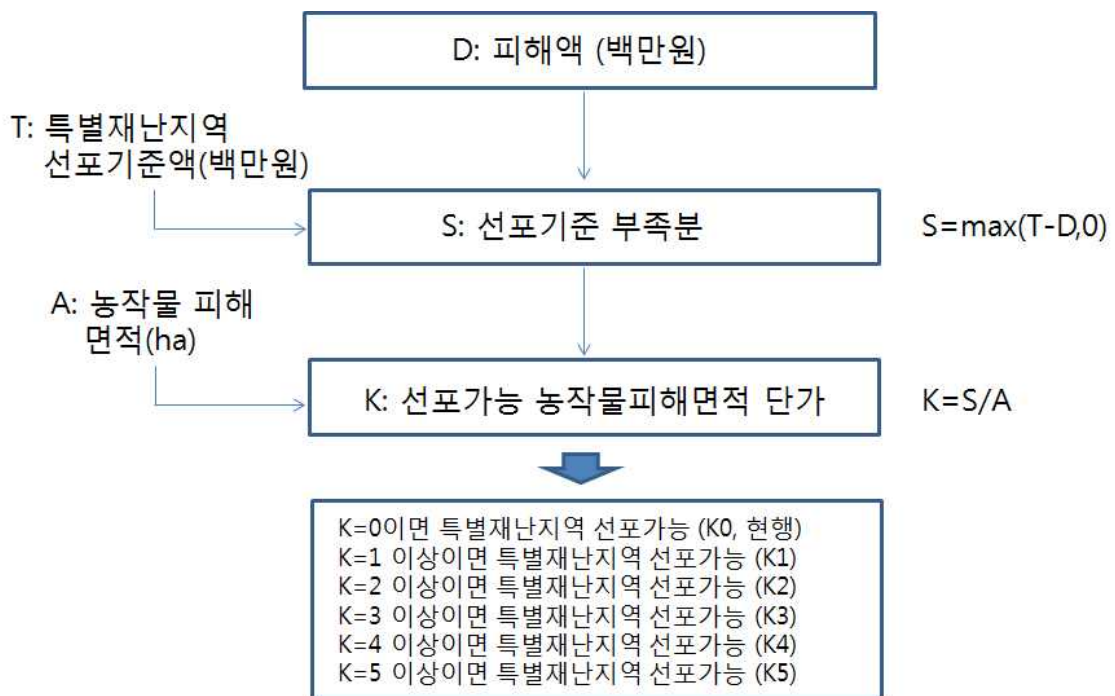 D: 피해액 (백만원)
T: 특별재난지역
선포기준액(백만원)
S: 선포기준 부족분
S=max(T-D,0)
A: 농작물 피해
면적(ha)
K: 선포가능 농작물피해면적 단가
K=S/A
K=0이면 특별재난지역 선포가능 (K0, 현행)
K=1 이상이면 특별재난지역 선포가능 (K1)
K=2 이상이면 특별재난지역 선포가능 (K2)
K=3 이상이면 특별재난지역 선포가능 (K3)
K=4 이상이면 특별재난지역 선포가능 (K4)
K=5 이상이면 특별재난지역 선포가능 (K5)